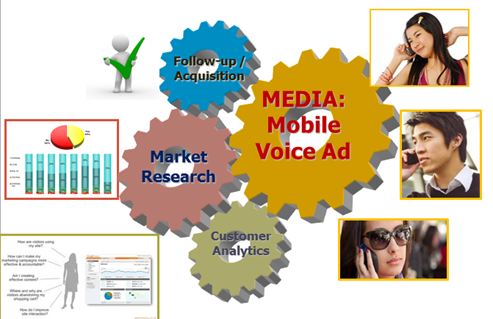 Follow-up /
Acquisition
MEDIA:
Mobile
Voice Ad
Market
Research
Customer
Analytics
How are visitors using
my site?
How can I make my
marketing campaigns more
effective & accountable?
Am I creating
effective content?
Where and why are
visitors abandoning my
shopping cart?
How do I improve
site interaction?